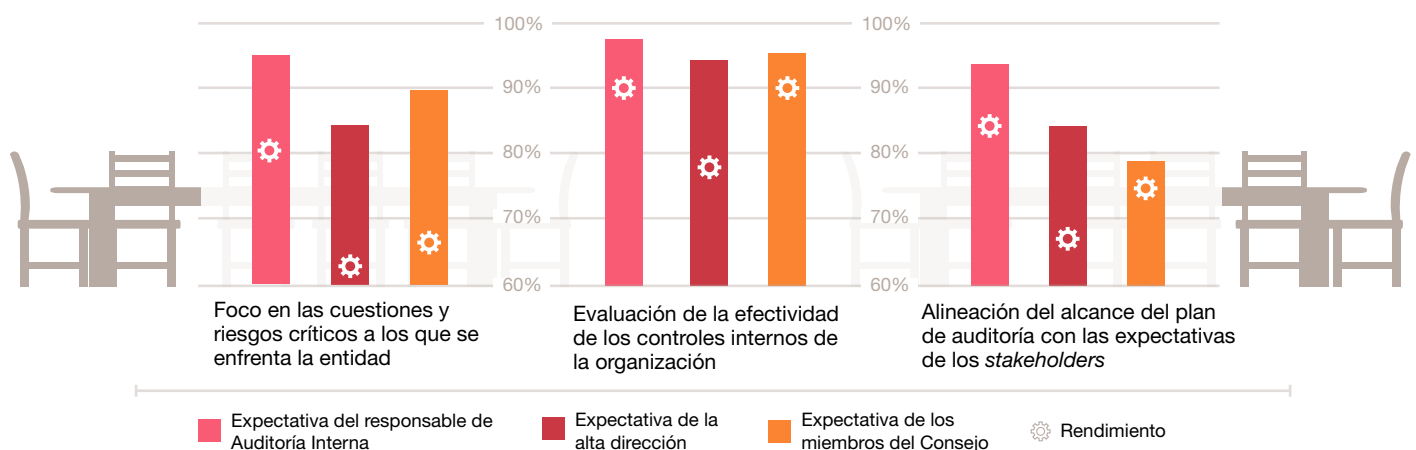 100%
100%
90%
90%
80%
80%
70%
70%
60%
60%
Foco en las cuestiones y
riesgos críticos a los que se
enfrenta la entidad
Evaluación de la efectividad
de los controles internos de
la organización
Alineación del alcance del plan
de auditoría con las expectativas
de los stakeholders
Expectativa del responsable de
Auditoría Interna
Expectativa de la
alta dirección
Expectativa de los
miembros del Consejo
Rendimiento